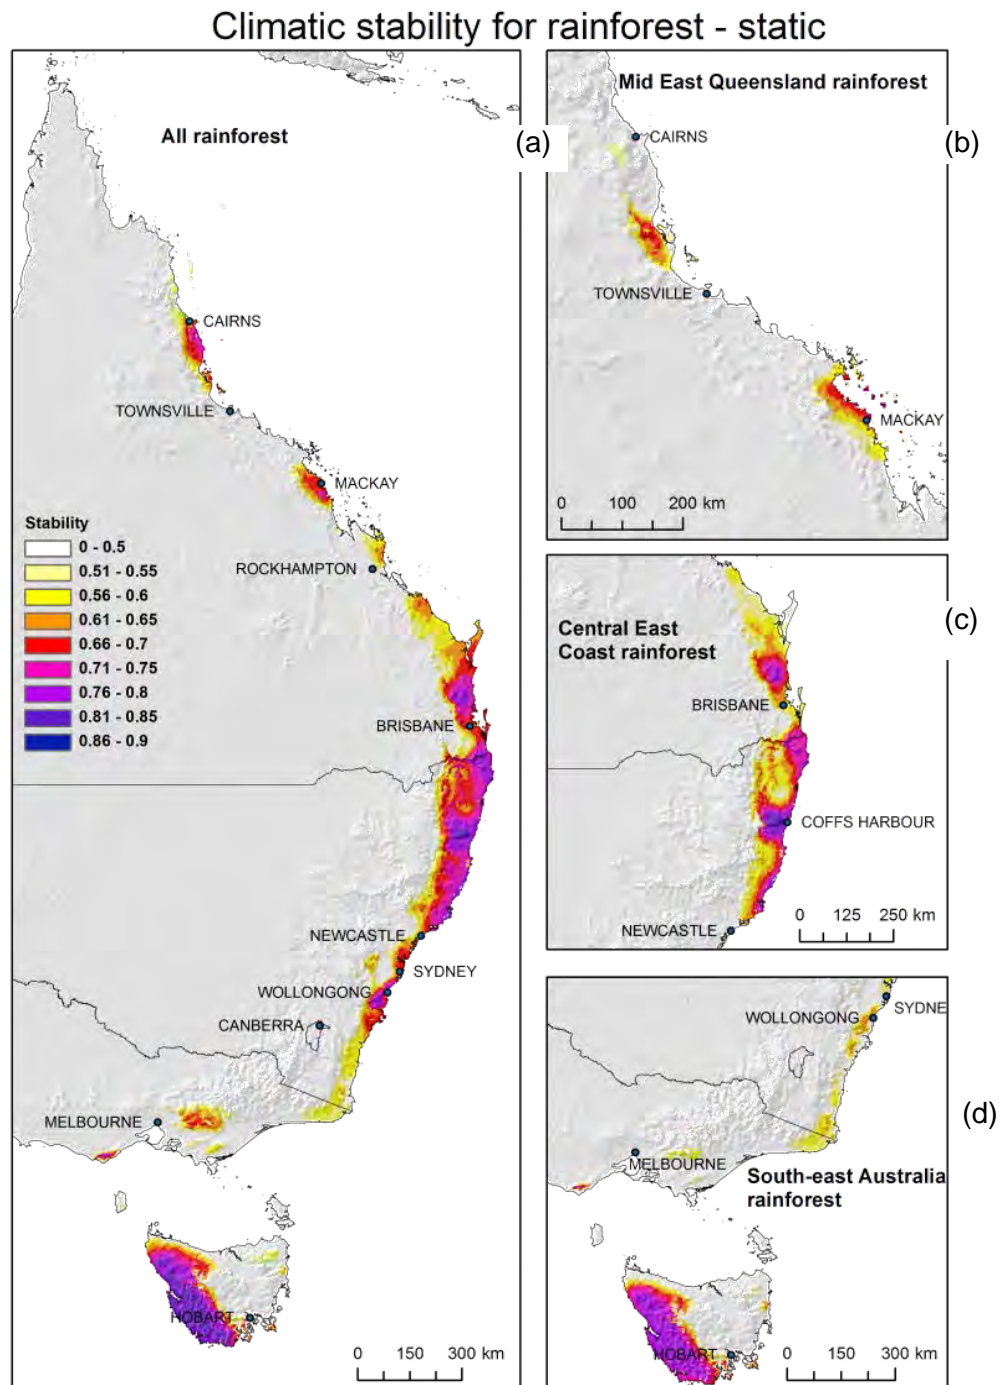 Climatic stability for rainforest - static
All rainforest
(a)
CAIRNS
TOWNSVILLE
MACKAY
ROCKHAMPTON
Stability
0 - 0.5
0.51 - 0.55
0.56 - 0.6
0.61 - 0.65
0.66 - 0.7
0.71 - 0.75
0.76 - 0.8
0.81 - 0.85
0.86 - 0.9
BRISBANE
NEWCASTLE
SYDNEY
WOLLONGONG
CANBERRA
MELBOURNE
HOBART
0 150 300 km
Mid East Queensland rainforest
(b)
CAIRNS
TOWNSVILLE
MACKAY
0 100 200 km
Central East
Coast rainforest
(c)
BRISBANE
COFFS HARBOUR
NEWCASTLE
0 125 250 km
SYDNE
WOLLONGONG
(d)
MELBOURNE
South-east Australia
rainforest
HOBART
0 150 300 km